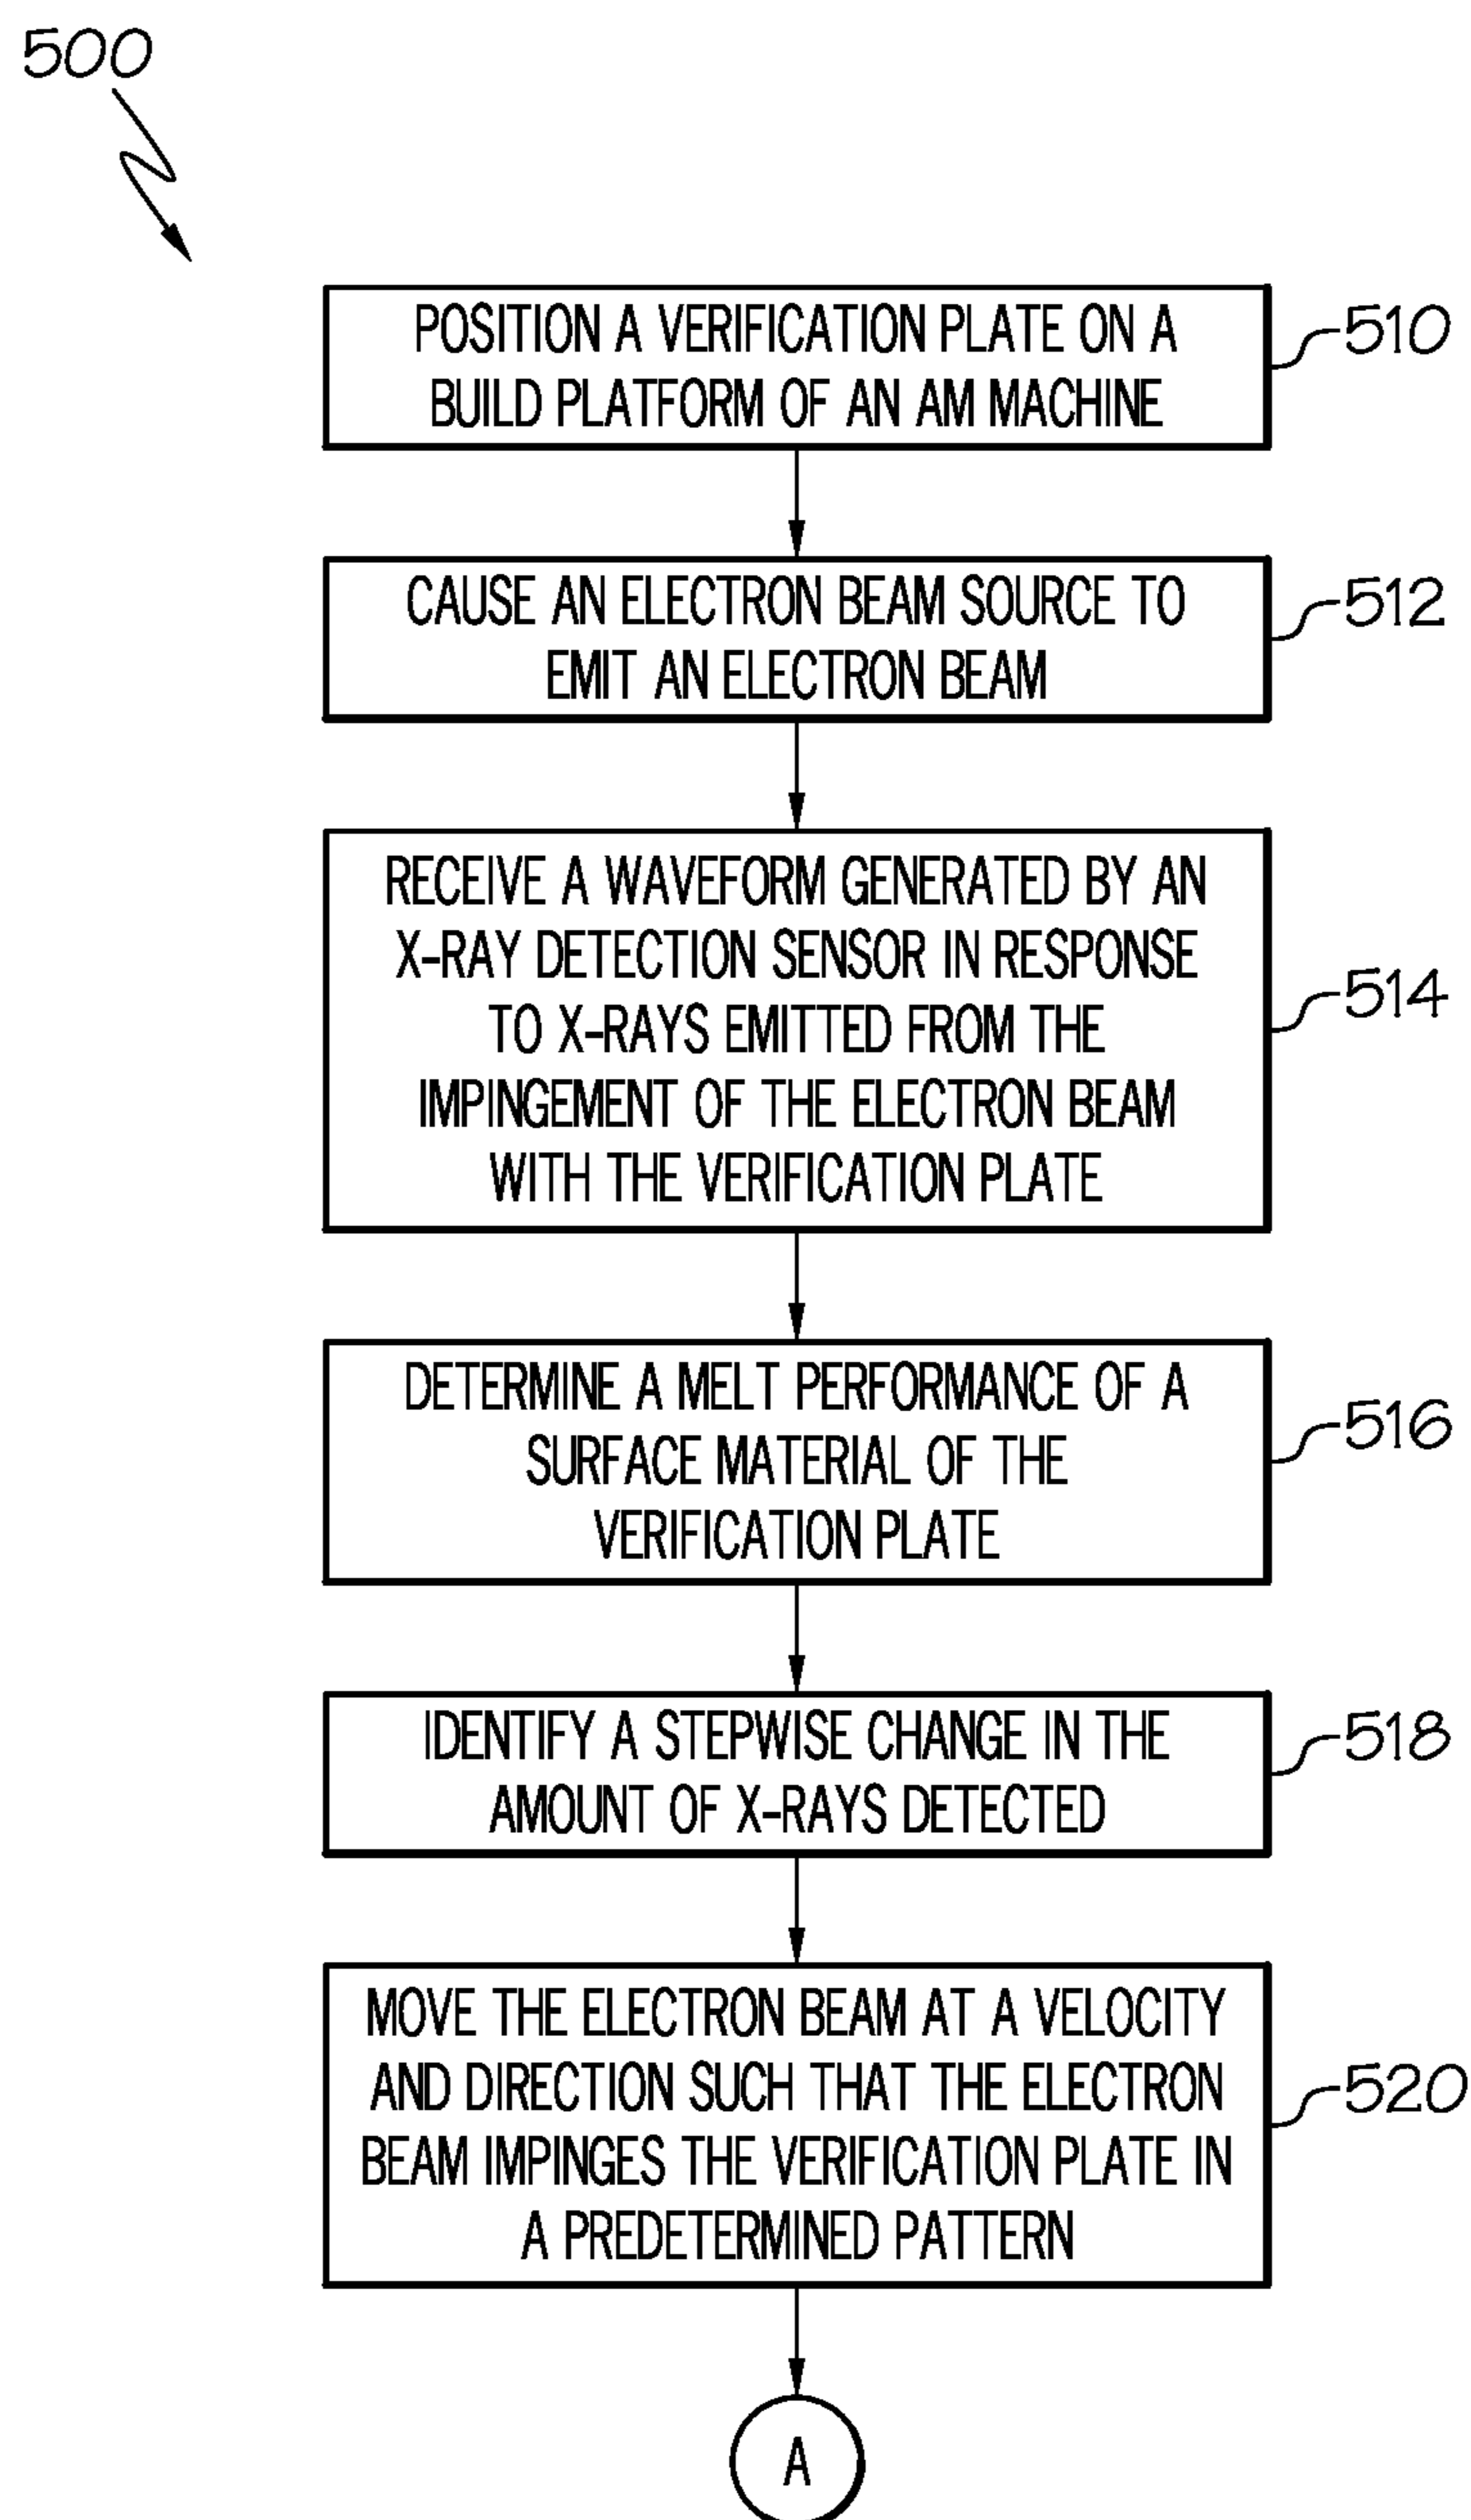 500
POSITION A VERIFICATION PLATE ON A
BUILD PLATFORM OF AN AM MACHINE
510
CAUSE AN ELECTRON BEAM SOURCE TO
EMIT AN ELECTRON BEAM
512
RECEIVE A WAVEFORM GENERATED BY AN
X-RAY DETECTION SENSOR IN RESPONSE
TO X-RAYS EMITTED FROM THE
IMPINGEMENT OF THE ELECTRON BEAM
WITH THE VERIFICATION PLATE
514
DETERMINE A MELT PERFORMANCE OF A
SURFACE MATERIAL OF THE
VERIFICATION PLATE
516
IDENTIFY A STEPWISE CHANGE IN THE
AMOUNT OF X-RAYS DETECTED
518
MOVE THE ELECTRON BEAM AT A VELOCITY
AND DIRECTION SUCH THAT THE ELECTRON
BEAM IMPINGES THE VERIFICATION PLATE IN
A PREDETERMINED PATTERN
520
A